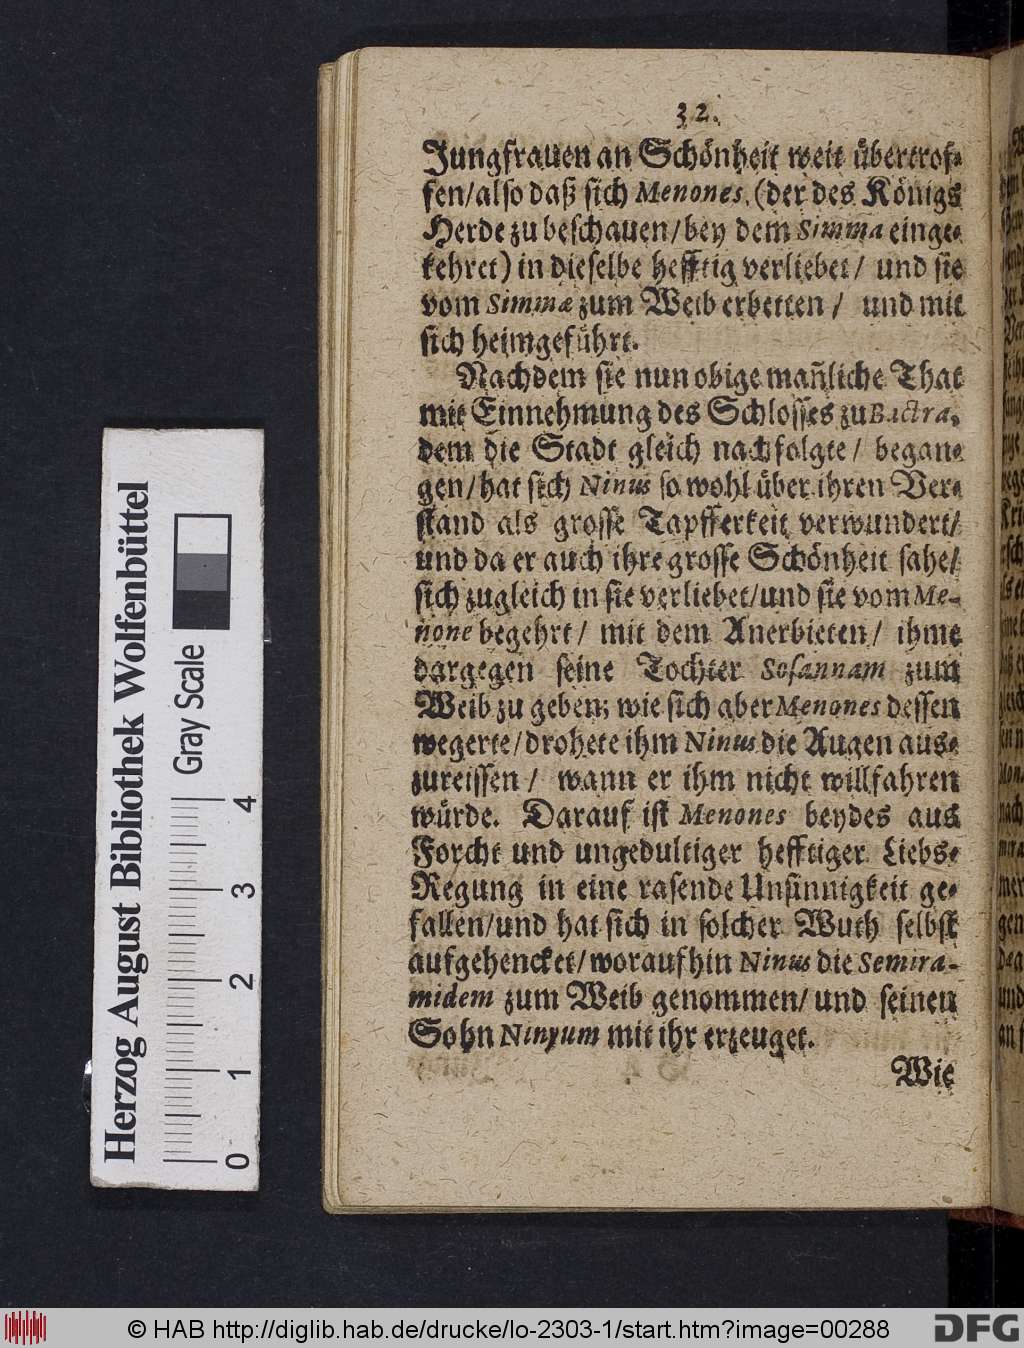 32.
Jungfrauen an Schönheit weit übertrof-
fen/ also daß sich Menones, (der des Königs
Herde zu beschauen/ bey dem Simma einge-
kehret) in dieselbe hefftig verliebet/ und sie
vom Simmæ zum Weib erbetten/ und mit
sich heimgeführt.
Nachdem sie nun obige mañliche That
mit Einnehmung des Schlosses zu Bactra,
dem die Stadt gleich nachfolgte/ began-
gen/ hat sich Ninus so wohl über ihren Ver-
stand als grosse Tapfferkeit verwundert/
und da er auch ihre grosse Schönheit sahe/
sich zugleich in sie verliebet/ und sie vom Me-
none begehrt/ mit dem Anerbieten/ ihme
dargegen seine Tochter Sosannam zum
Weib zu geben; wie sich aber Menones dessen
wegerte/ drohete ihm Ninus die Augen aus-
zureissen/ wann er ihm nicht willfahren
würde. Darauf ist Menones beydes aus
Forcht und ungedultiger hefftiger Liebs-
Regung in eine rasende Unsinnigkeit ge-
fallen/ und hat sich in solcher Wuth selbst
aufgehencket/ woraufhin Ninus die Semira-
midem zum Weib genommen/ und seinen
Sohn Ninyum mit ihr erzeuget.
Wie
Herzog August Bibliothek Wolfenbüttel
Gray Scale
0 1 2 3 4
© HAB http://diglib.hab.de/drucke/lo-2303-1/start.htm?image=00288
DFG